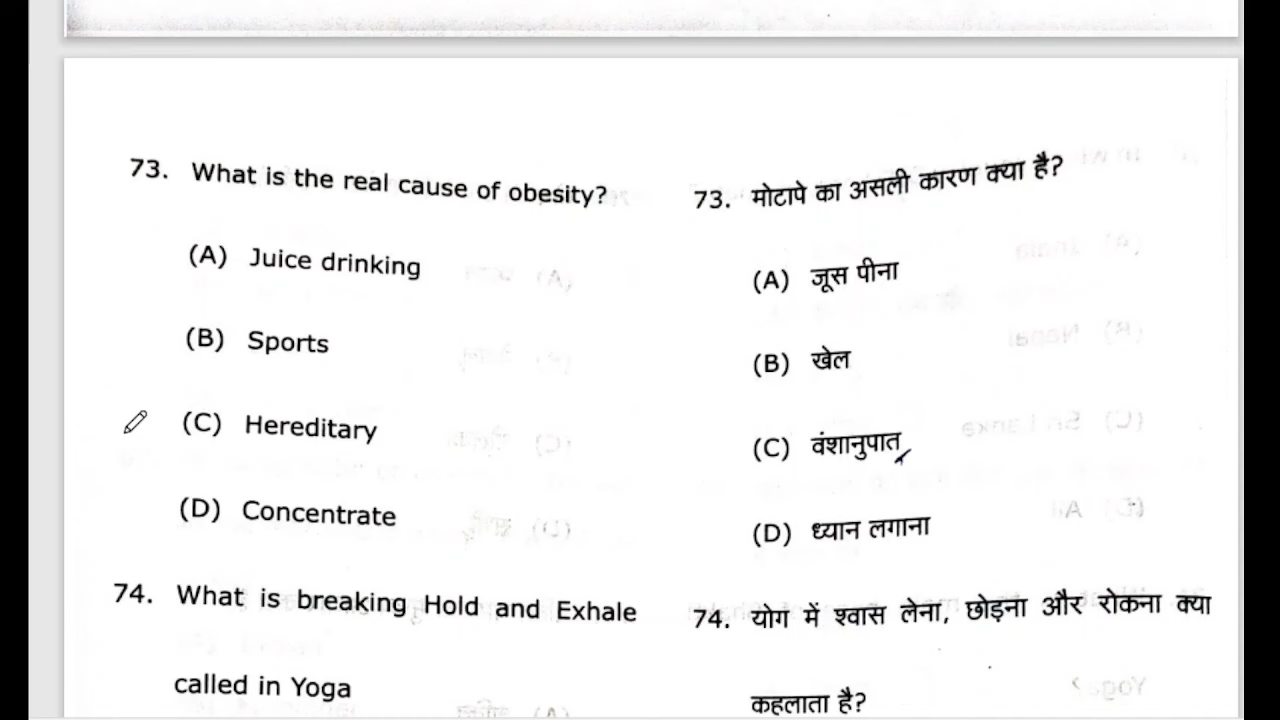 73. What is the real cause of obesity?
(A) Juice drinking
(B) Sports
(C) Hereditary
(D) Concentrate
74. What is breaking Hold and Exhale
called in Yoga
73. मोटापे का असली कारण क्या है?
(A) जूस पीना
(B) खेल
(C) वंशानुपात
(D) ध्यान लगाना
74. योग में श्वास लेना, छोड़ना और रोकना क्या
कहलाता है?